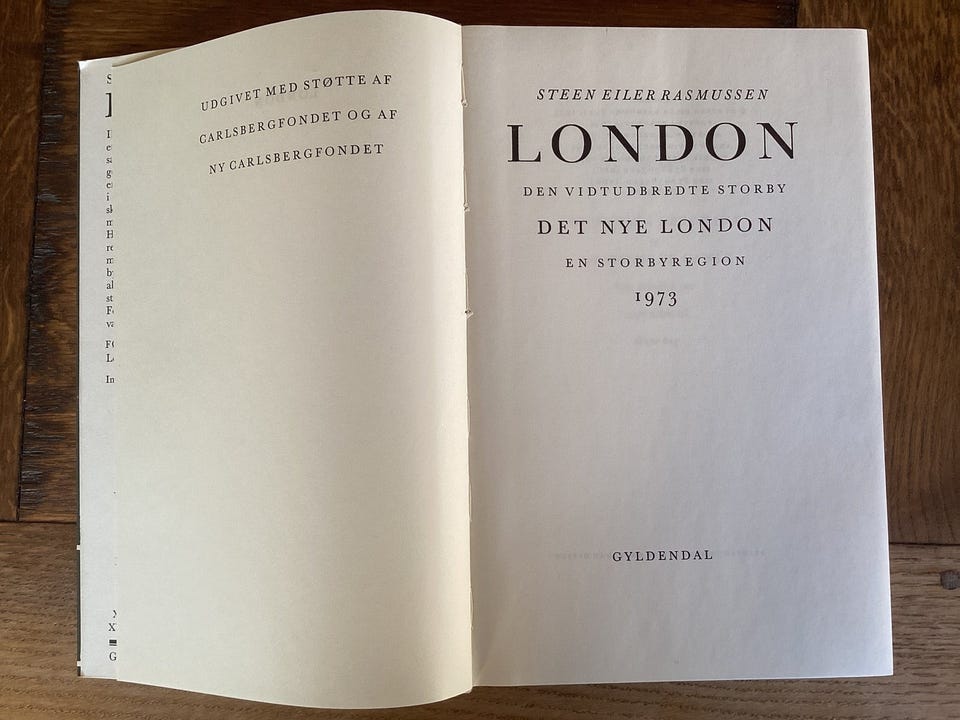 UDGIVET MED STØTTE AF
CARLSBERGFONDET OG AF
NY CARLSBERGFONDET
STEEN EILER RASMUSSEN
LONDON
DEN VIDTUDBREDTE STORBY
DET NYE LONDON
EN STORBYREGION
1973
GYLDENDAL